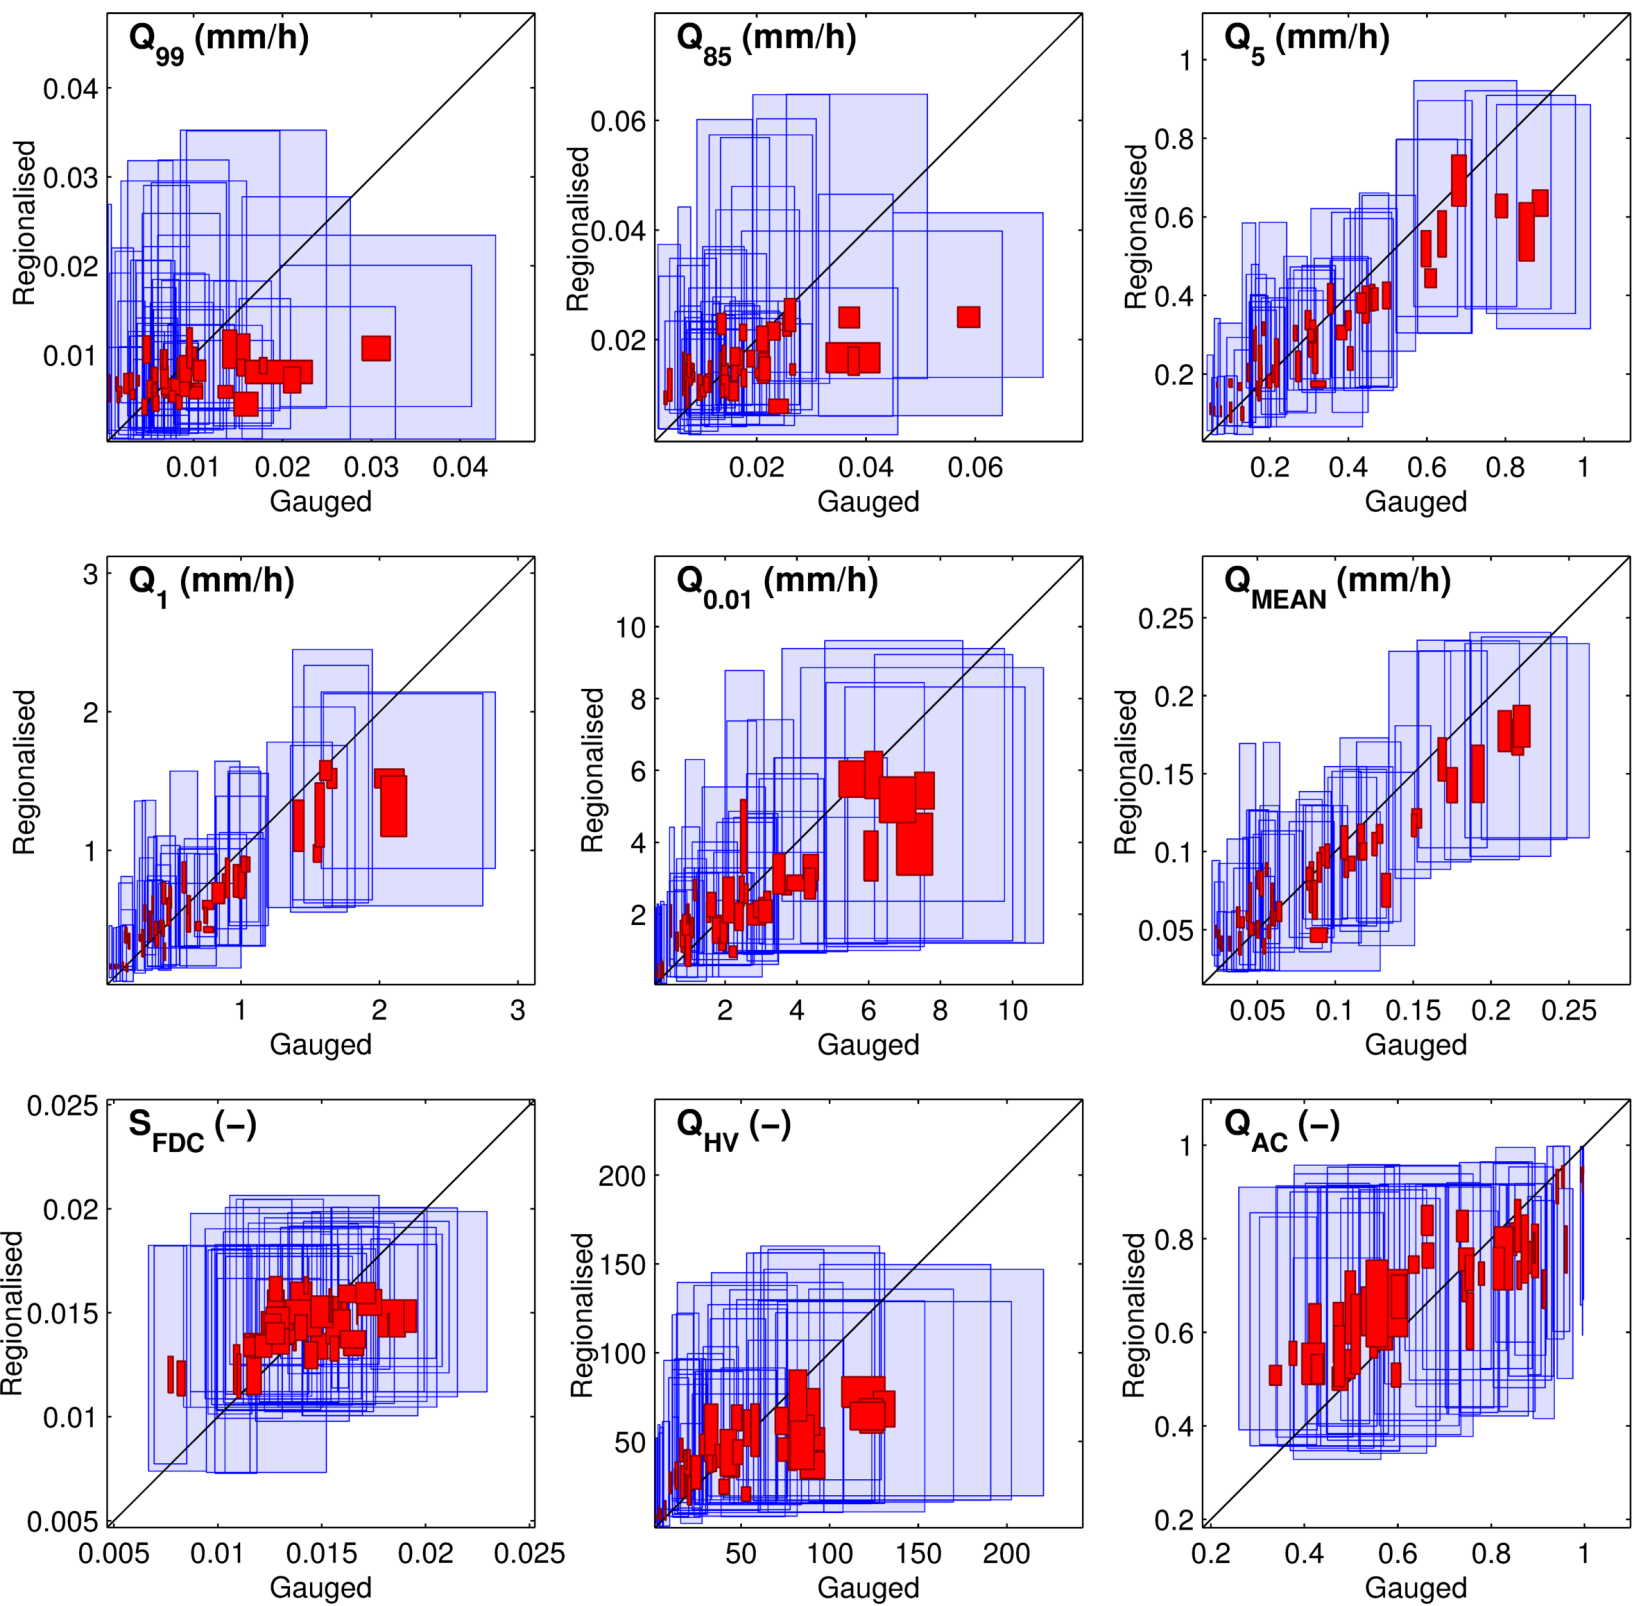 Q99 (mm/h)
Regionalised
0.04
0.03
0.02
0.01
0.01 0.02 0.03 0.04
Gauged
Q85 (mm/h)
Regionalised
0.06
0.04
0.02
0.02 0.04 0.06
Gauged
Q5 (mm/h)
Regionalised
1
0.8
0.6
0.4
0.2
0.2 0.4 0.6 0.8 1
Gauged
Q1 (mm/h)
Regionalised
3
2
1
1 2 3
Gauged
Q0.01 (mm/h)
Regionalised
10
8
6
4
2
2 4 6 8 10
Gauged
QMEAN (mm/h)
Regionalised
0.25
0.2
0.15
0.1
0.05
0.05 0.1 0.15 0.2 0.25
Gauged
SFDC (–)
Regionalised
0.025
0.02
0.015
0.01
0.005
0.005 0.01 0.015 0.02 0.025
Gauged
QHV (–)
Regionalised
200
150
100
50
50 100 150 200
Gauged
QAC (–)
Regionalised
1
0.8
0.6
0.4
0.2
0.2 0.4 0.6 0.8 1
Gauged